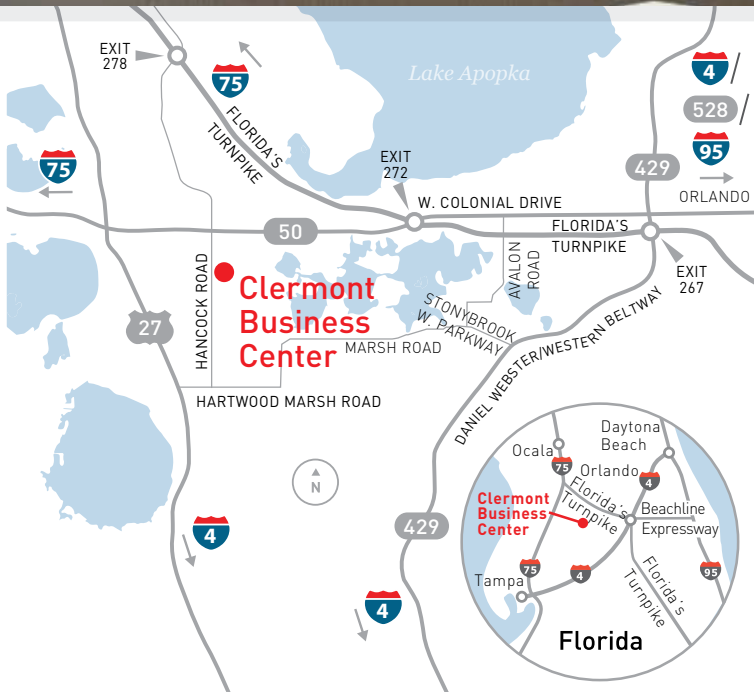 EXIT
278
75
Lake Apopka
4
528
95
ORLANDO
429
75
FLORIDA'S
TURNPIKE
EXIT
272
W. COLONIAL DRIVE
50
FLORIDA'S
TURNPIKE
EXIT
267
HANCOCK ROAD
Clermont
Business
Center
AVALON
ROAD
STONYBROOK
W. PARKWAY
27
MARSH ROAD
HARTWOOD MARSH ROAD
DANIEL WEBSTER/WESTERN BELTWAY
N
429
4
4
Daytona
Beach
Ocala
75
Orlando
4
Florida's
Turnpike
Clermont
Business
Center
Beachline
Expressway
75
4
95
Tampa
Florida's
Turnpike
Florida